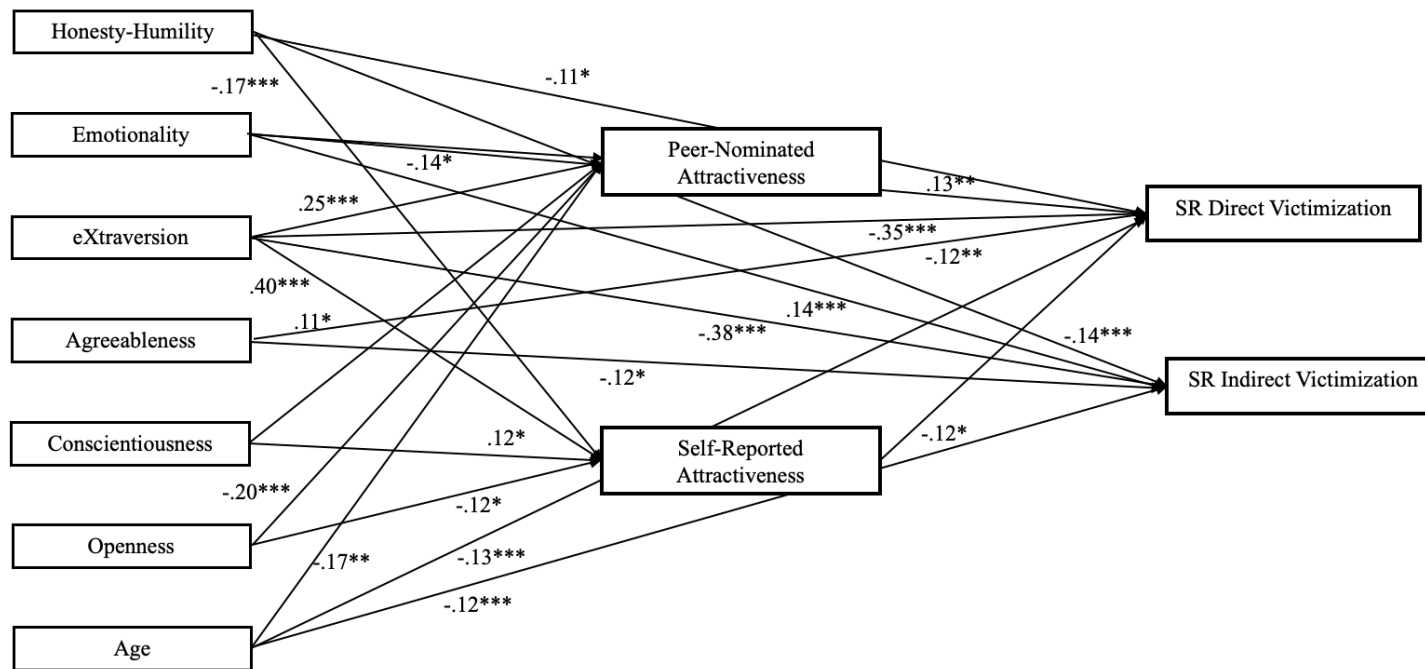 Honesty-Humility
-.11*
-.17***
Emotionality
-.14*
Peer-Nominated
Attractiveness
.13**
.25***
eXtraversion
-.35***
SR Direct Victimization
-.12**
.40***
.11*
Agreeableness
.14***
-.38***
-.14***
-.12*
SR Indirect Victimization
Conscientiousness
.12*
Self-Reported
Attractiveness
-.12*
-.20***
-.12*
Openness
-.17**
-.13***
-.12***
Age